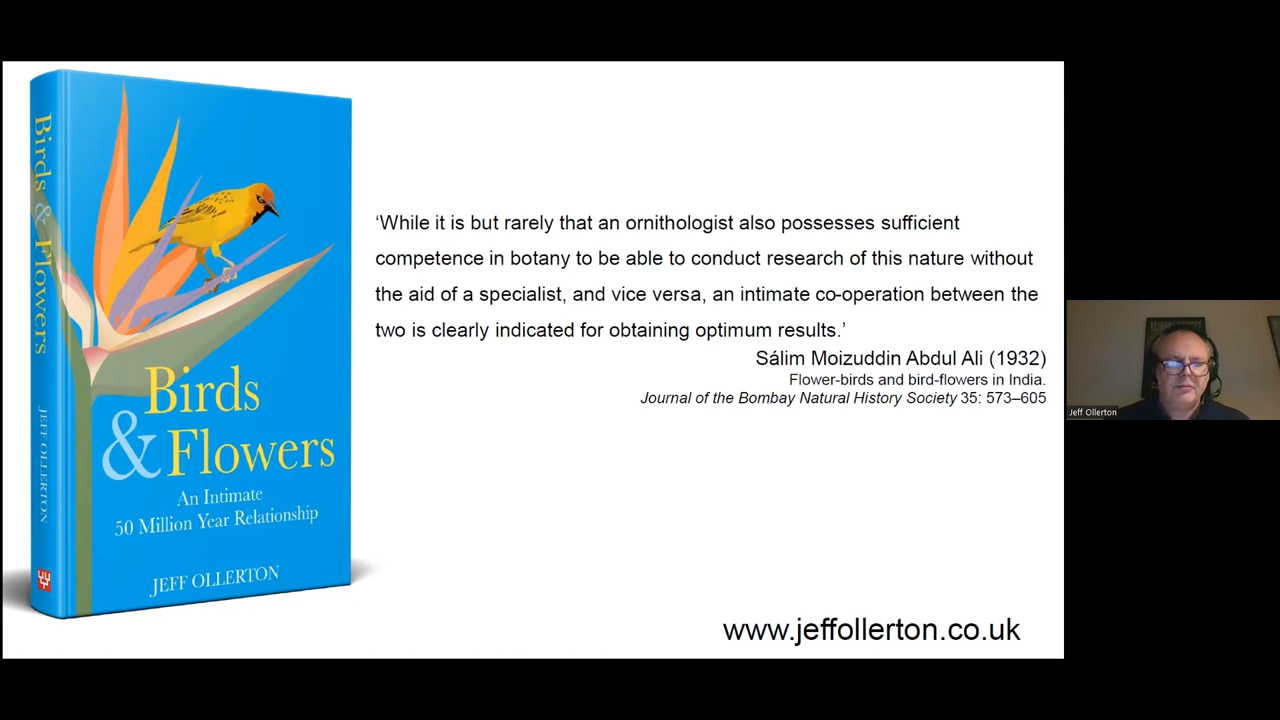 Birds & Flowers
JEFF OLLERTON
Birds
& Flowers
An Intimate
50 Million Year Relationship
JEFF OLLERTON
‘While it is but rarely that an ornithologist also possesses sufficient
competence in botany to be able to conduct research of this nature without
the aid of a specialist, and vice versa, an intimate co-operation between the
two is clearly indicated for obtaining optimum results.’
Sálim Moizuddin Abdul Ali (1932)
Flower-birds and bird-flowers in India.
Journal of the Bombay Natural History Society 35: 573–605
www.jeffollerton.co.uk
Jeff Ollerton